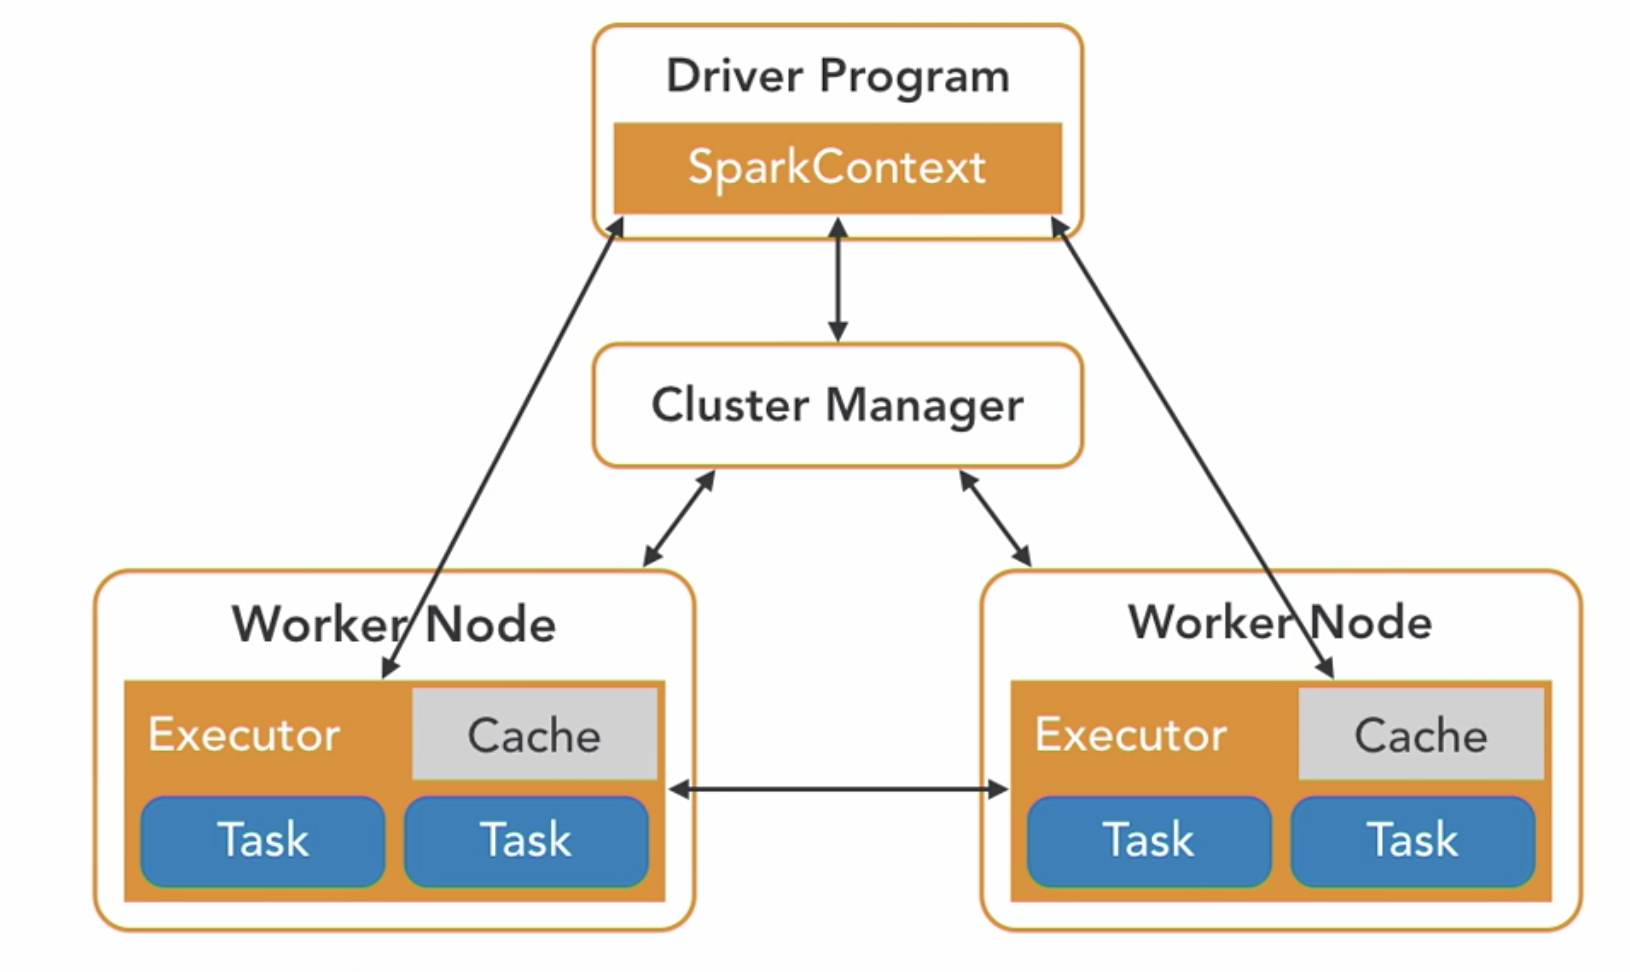 Driver Program
SparkContext
Cluster Manager
Worker Node
Executor
Cache
Task
Task
Worker Node
Executor
Cache
Task
Task